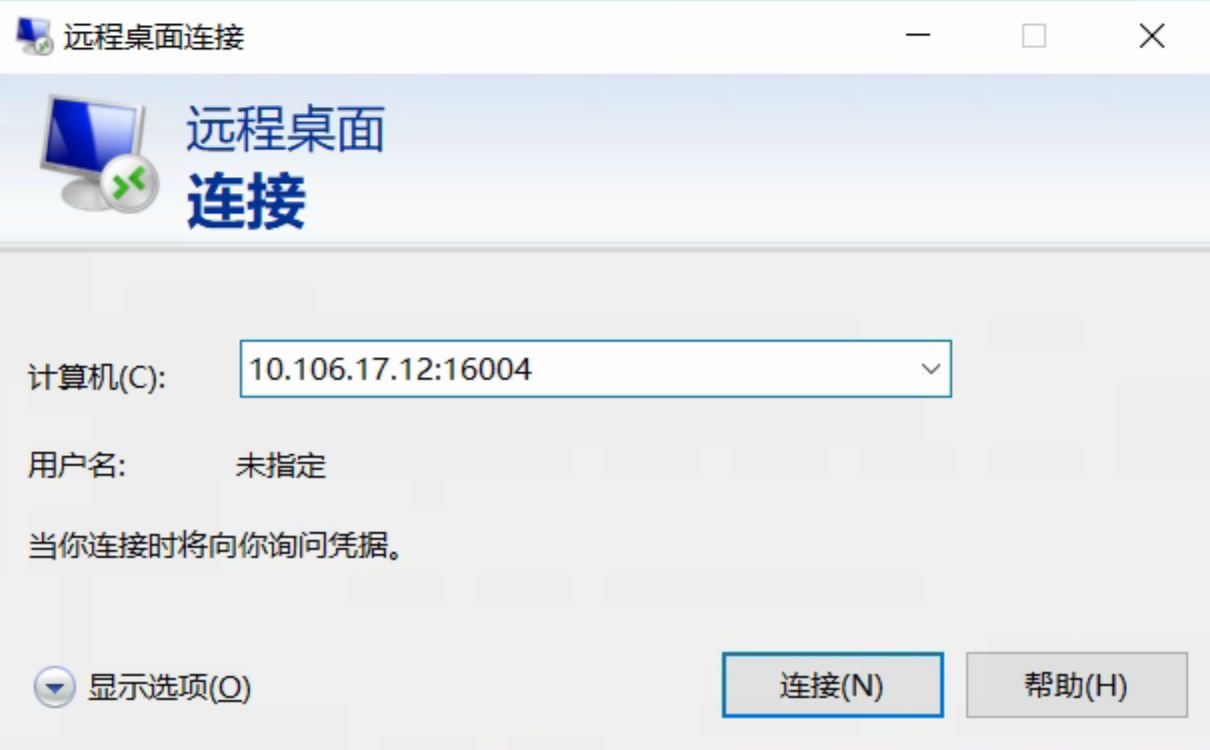 远程桌面连接
远程桌面
连接
计算机(C): 10.106.17.12:16004
用户名: 未指定
当你连接时将向你询问凭据。
显示选项(O) 连接(N) 帮助(H)